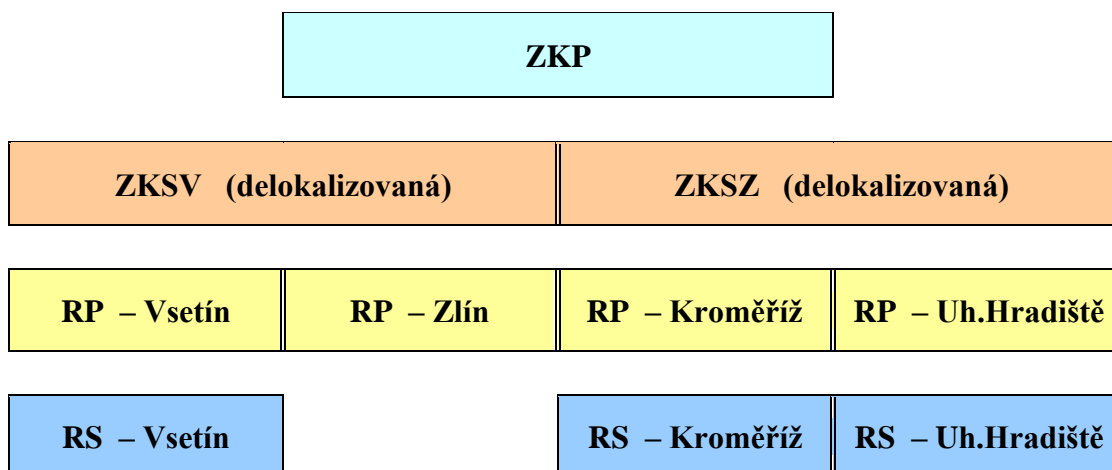 ZKP
ZKSV (delokalizovaná) ZKSZ (delokalizovaná)
RP – Vsetín RP – Zlín RP – Kroměříž RP – Uh.Hradiště
RS – Vsetín RS – Kroměříž RS – Uh.Hradiště